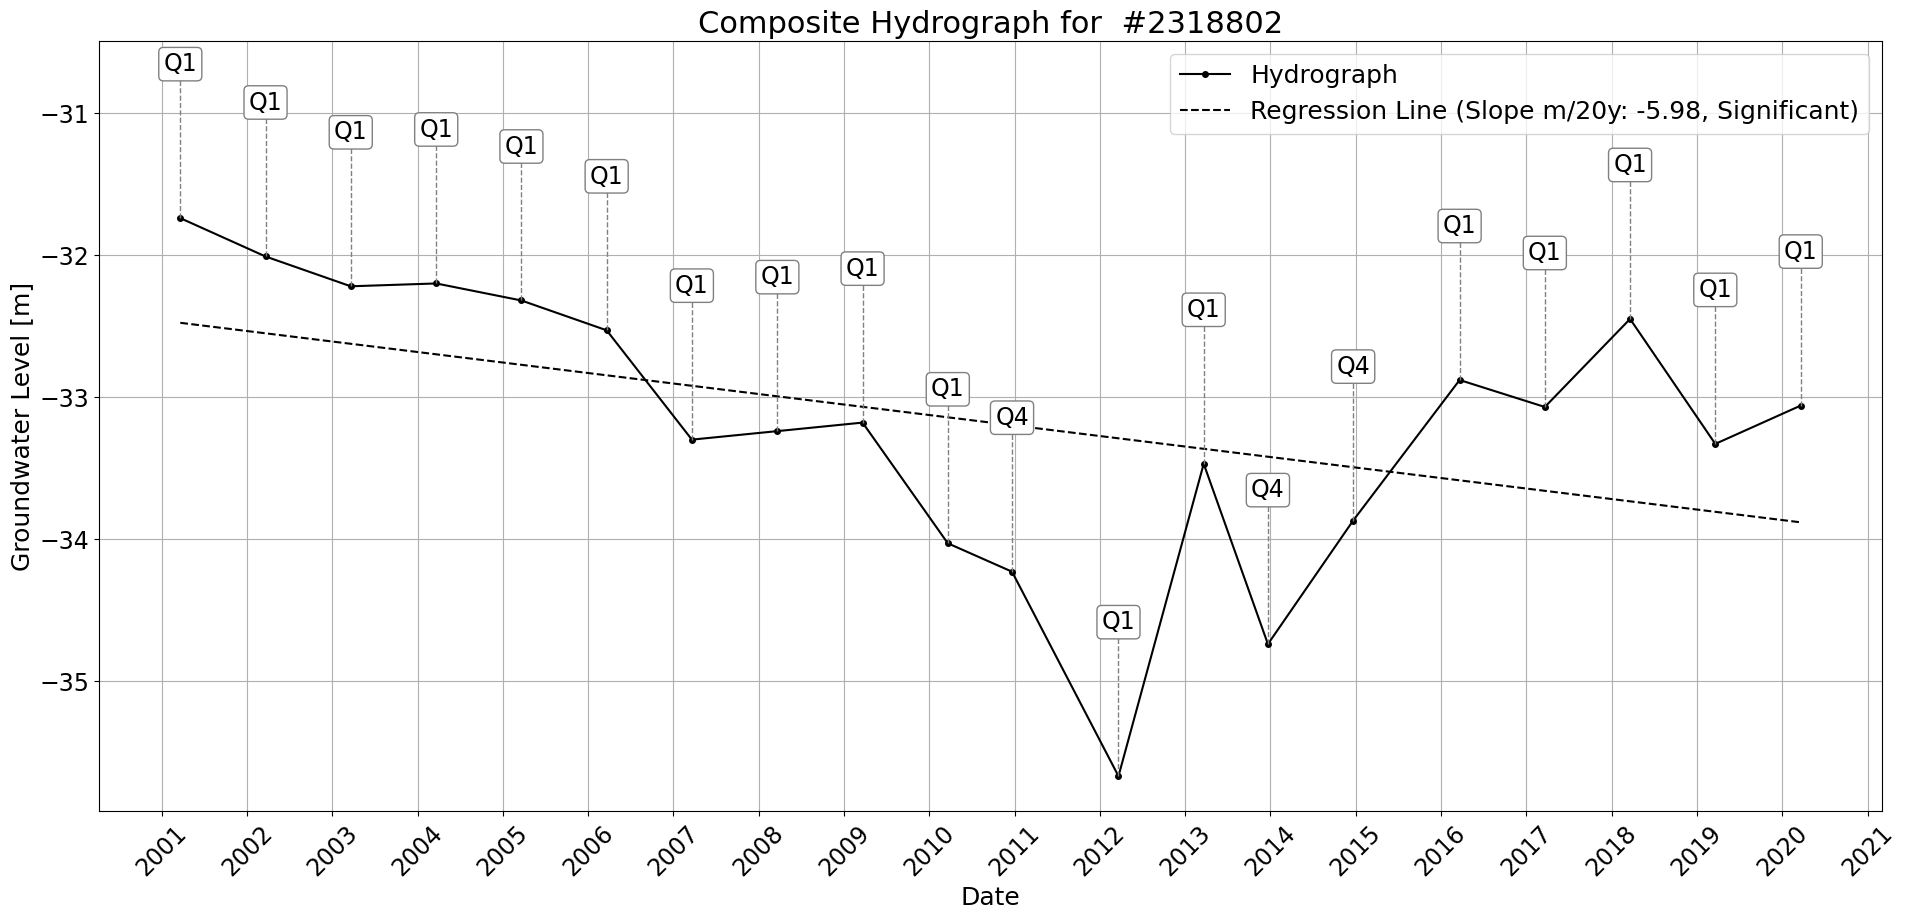 Composite Hydrograph for  #2318802
Hydrograph
Regression Line (Slope m/20y: -5.98, Significant)
Groundwater Level [m]
−31
−32
−33
−34
−35
Q1
Q1
Q1
Q1
Q1
Q1
Q1
Q1
Q1
Q1
Q4
Q1
Q1
Q4
Q4
Q1
Q1
Q1
Q1
Q1
2001
2002
2003
2004
2005
2006
2007
2008
2009
2010
2011
2012
2013
2014
2015
2016
2017
2018
2019
2020
2021
Date